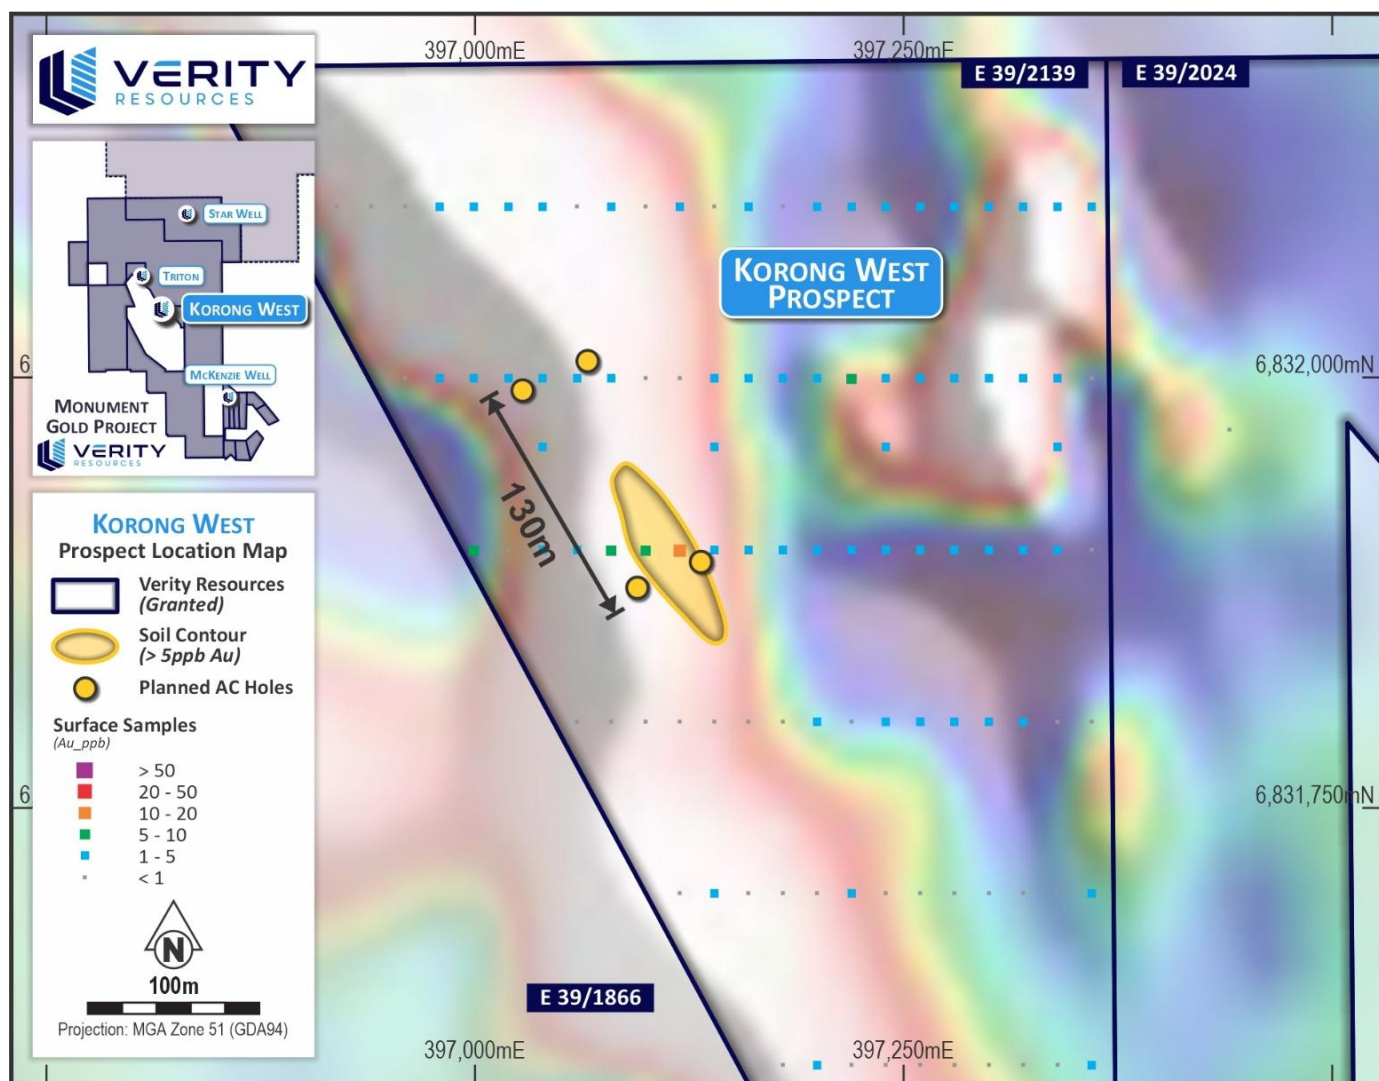 VERITY
RESOURCES
397,000mE
397,250mE
E 39/2139
E 39/2024
STAR WELL
TRITON
KORONG WEST
MCKENZIE WELL
MONUMENT
GOLD PROJECT
VERITY
RESOURCES
KORONG WEST
PROSPECT
6
6,832,000mN
130m
KORONG WEST
Prospect Location Map
Verity Resources
(Granted)
Soil Contour
(> 5ppb Au)
Planned AC Holes
Surface Samples
(Au_ppb)
> 50
20 - 50
10 - 20
5 - 10
1 - 5
< 1
N
100m
Projection: MGA Zone 51 (GDA94)
6
6,831,750mN
E 39/1866
397,000mE
397,250mE